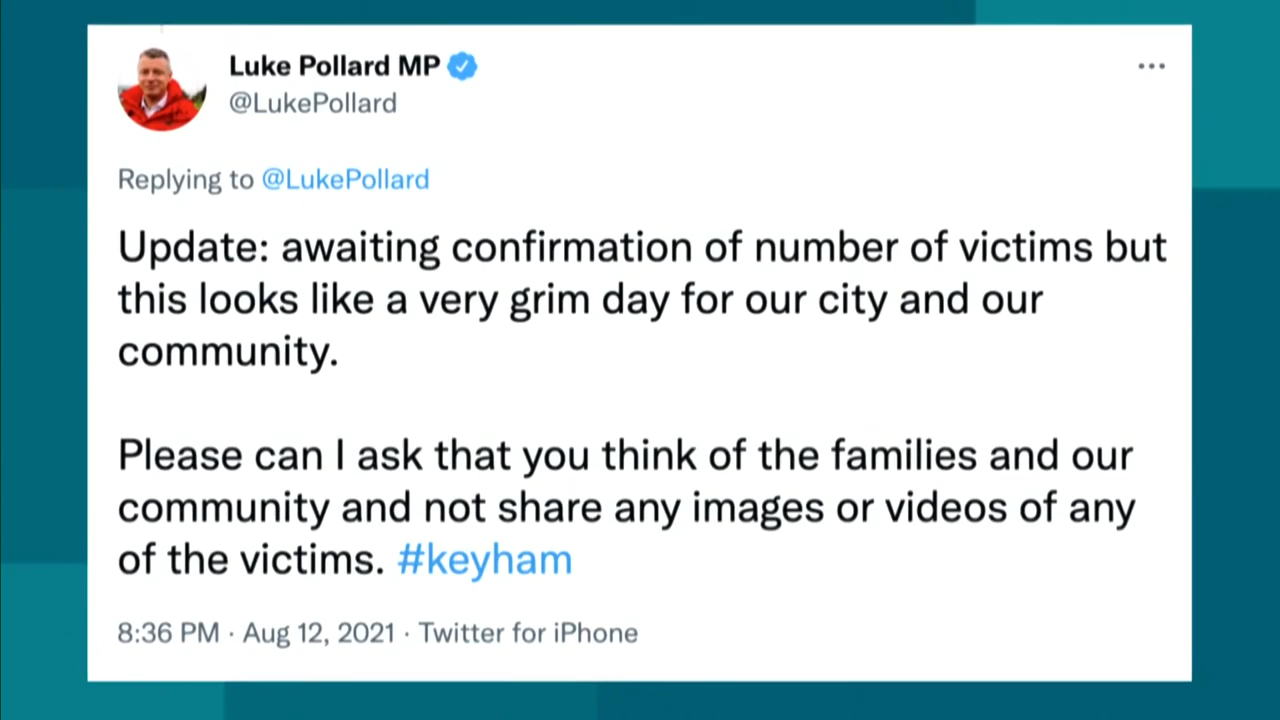 Luke Pollard MP
@LukePollard
Replying to @LukePollard
Update: awaiting confirmation of number of victims but
this looks like a very grim day for our city and our
community.
Please can I ask that you think of the families and our
community and not share any images or videos of any
of the victims. #keyham
8:36 PM · Aug 12, 2021 · Twitter for iPhone